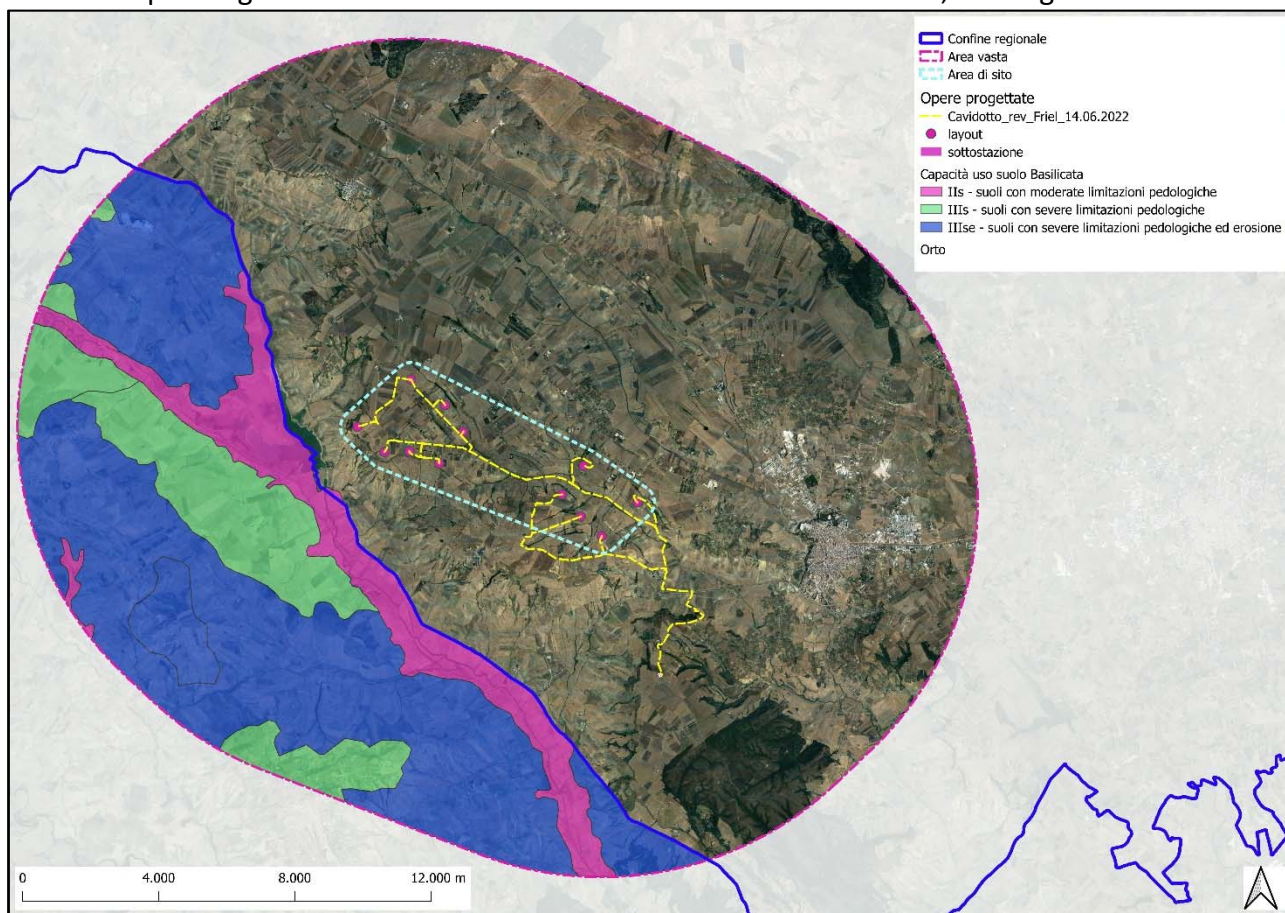 Confine regionale
Area vasta
Area di sito
Opere progettate
Cavidotto_rev_Friel_14.06.2022
layout
sottostazione
Capacità uso suolo Basilicata
IIs - suoli con moderate limitazioni pedologiche
IIIs - suoli con severe limitazioni pedologiche
IIIse - suoli con severe limitazioni pedologiche ed erosione
Orto
0 4.000 8.000 12.000 m